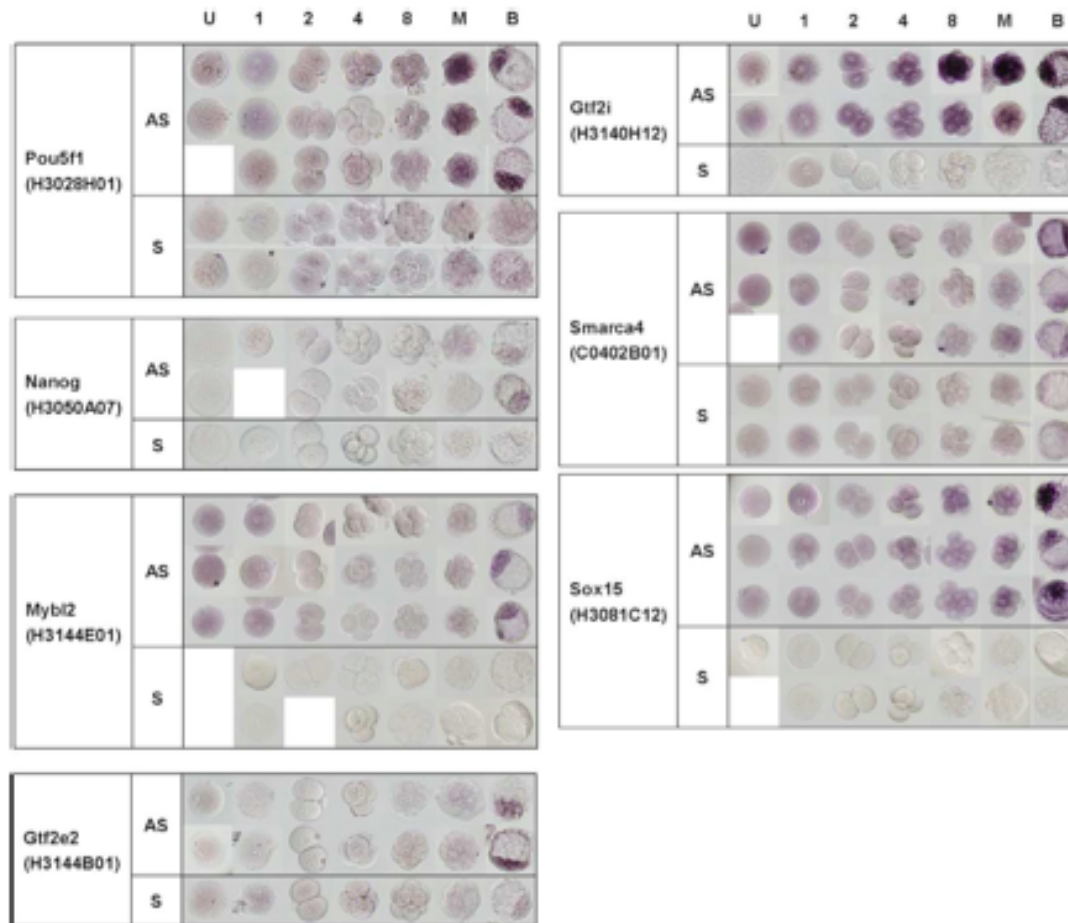 U 1 2 4 8 M B
Pou5f1
(H3028H01)
AS
S
Nanog
(H3050A07)
AS
S
Mybl2
(H3144E01)
AS
S
Gtf2e2
(H3144B01)
AS
S
U 1 2 4 8 M B
Gtf2i
(H3140H12)
AS
S
Smarca4
(C0402B01)
AS
S
Sox15
(H3081C12)
AS
S